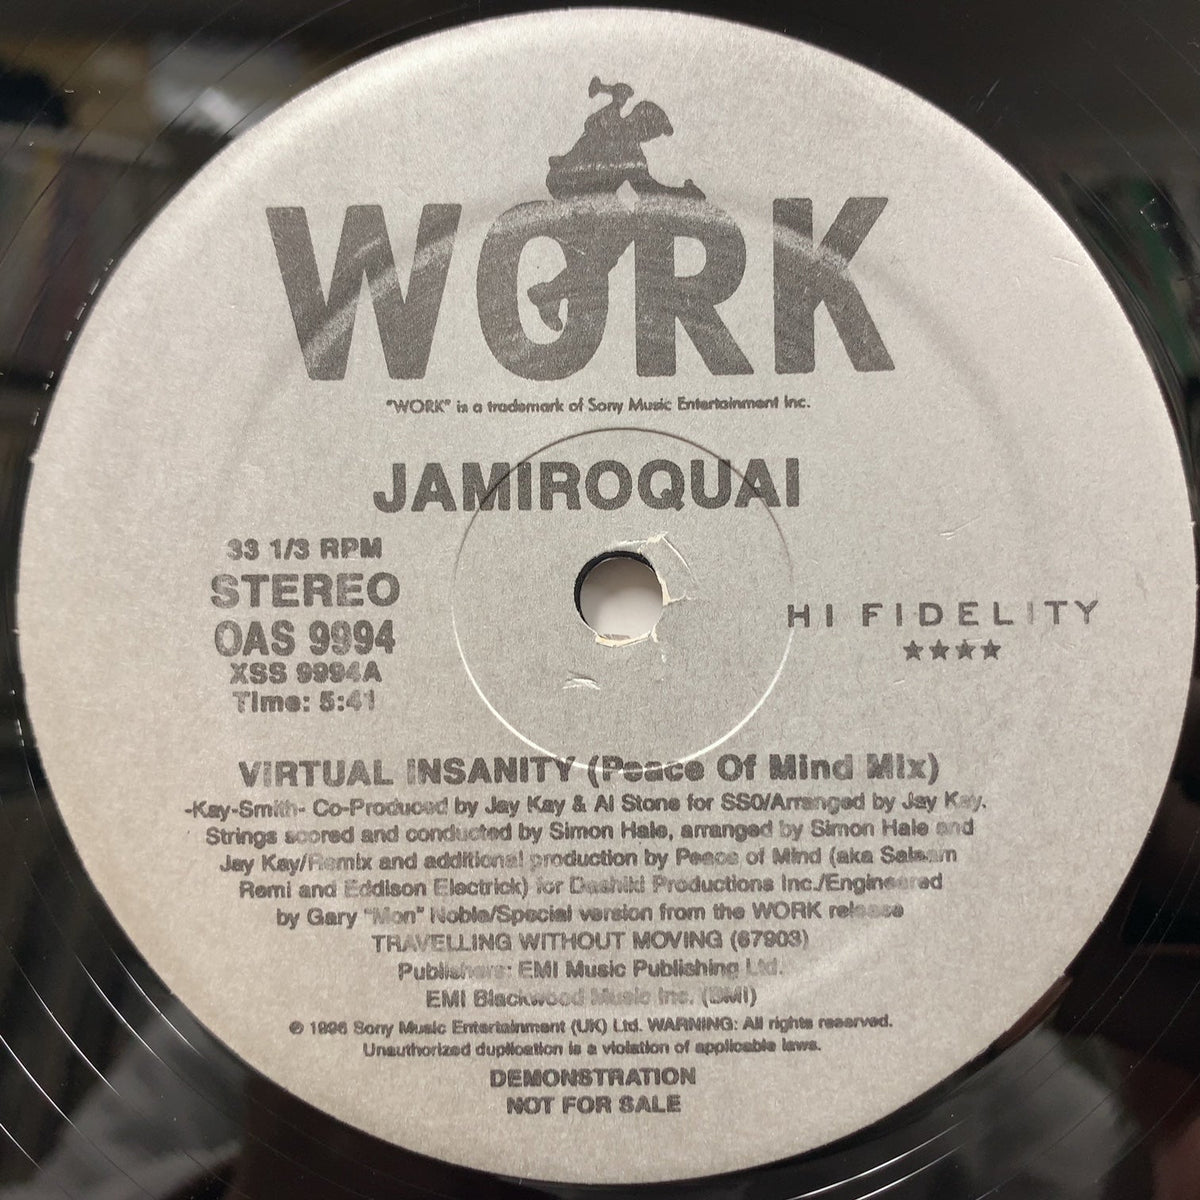 WORK
"WORK" is a trademark of Sony Music Entertainment Inc.
JAMIROQUAI
33 1/3 RPM
STEREO
OAS 9994
XSS 9994A
Time: 5:41
HI FIDELITY
★★★★
VIRTUAL INSANITY (Peace Of Mind Mix)
-Kay-Smith- Co-Produced by Jay Kay & Al Stone for SSO/Arranged by Jay Kay.
Strings scored and conducted by Simon Hale, arranged by Simon Hale and
Jay Kay/Remix and additional production by Peace of Mind (aka Salaam
Remi and Eddison Electrick) for Dashiki Productions Inc./Engineered
by Gary "Mon" Noble/Special version from the WORK release
TRAVELLING WITHOUT MOVING (67903)
Publishers: EMI Music Publishing Ltd.
EMI Blackwood Music Inc. (BMI)
℗ 1996 Sony Music Entertainment (UK) Ltd. WARNING: All rights reserved.
Unauthorized duplication is a violation of applicable laws.
DEMONSTRATION
NOT FOR SALE